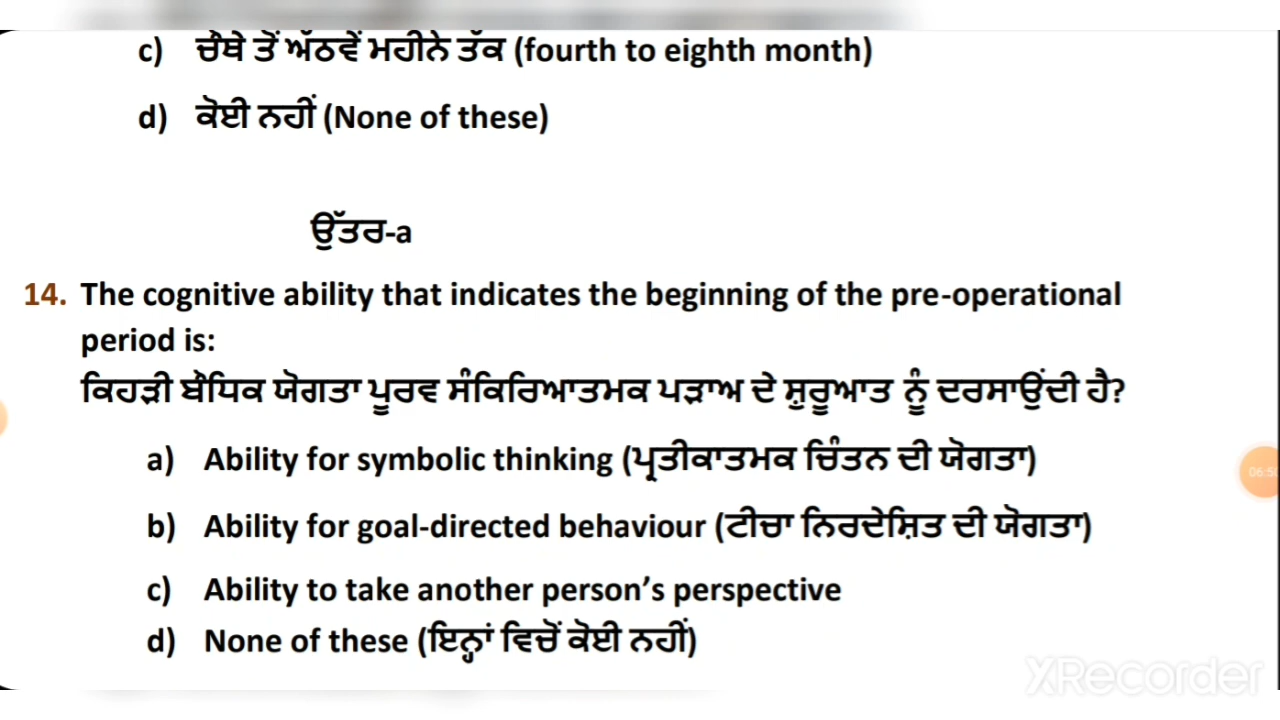 c) ਚੌਥੇ ਤੋਂ ਅੱਠਵੇਂ ਮਹੀਨੇ ਤੱਕ (fourth to eighth month)
d) ਕੋਈ ਨਹੀਂ (None of these)
ਉੱਤਰ-a
14. The cognitive ability that indicates the beginning of the pre-operational
period is:
ਕਿਹੜੀ ਬੌਧਿਕ ਯੋਗਤਾ ਪੂਰਵ ਸੰਕਿਰਿਆਤਮਕ ਪੜਾਅ ਦੇ ਸ਼ੁਰੂਆਤ ਨੂੰ ਦਰਸਾਉਂਦੀ ਹੈ?
a) Ability for symbolic thinking (ਪ੍ਰਤੀਕਾਤਮਕ ਚਿੰਤਨ ਦੀ ਯੋਗਤਾ)
b) Ability for goal-directed behaviour (ਟੀਚਾ ਨਿਰਦੇਸ਼ਿਤ ਦੀ ਯੋਗਤਾ)
06:50
c) Ability to take another person's perspective
d) None of these (ਇਨ੍ਹਾਂ ਵਿਚੋਂ ਕੋਈ ਨਹੀਂ)
XRecorder